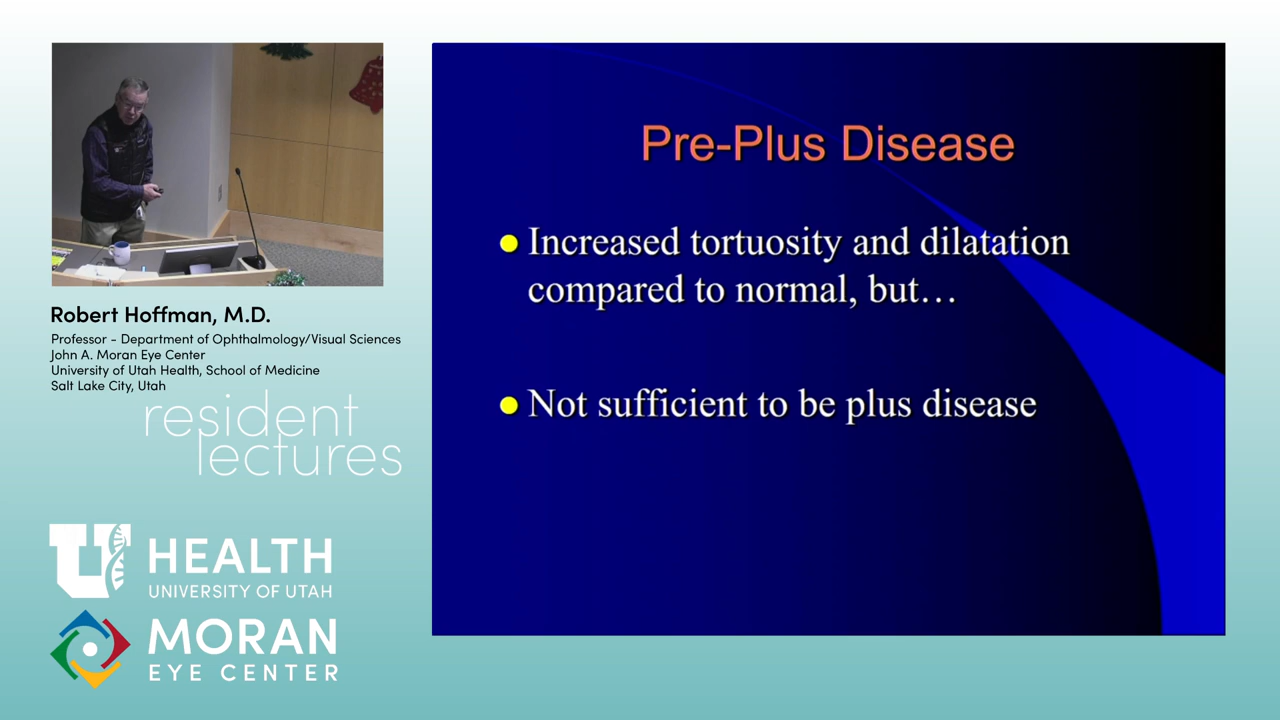 Pre-Plus Disease
Increased tortuosity and dilatation
compared to normal, but…
Not sufficient to be plus disease
Robert Hoffman, M.D.
Professor - Department of Ophthalmology/Visual Sciences
John A. Moran Eye Center
University of Utah Health, School of Medicine
Salt Lake City, Utah
resident
lectures
U HEALTH
UNIVERSITY OF UTAH
MORAN
EYE CENTER